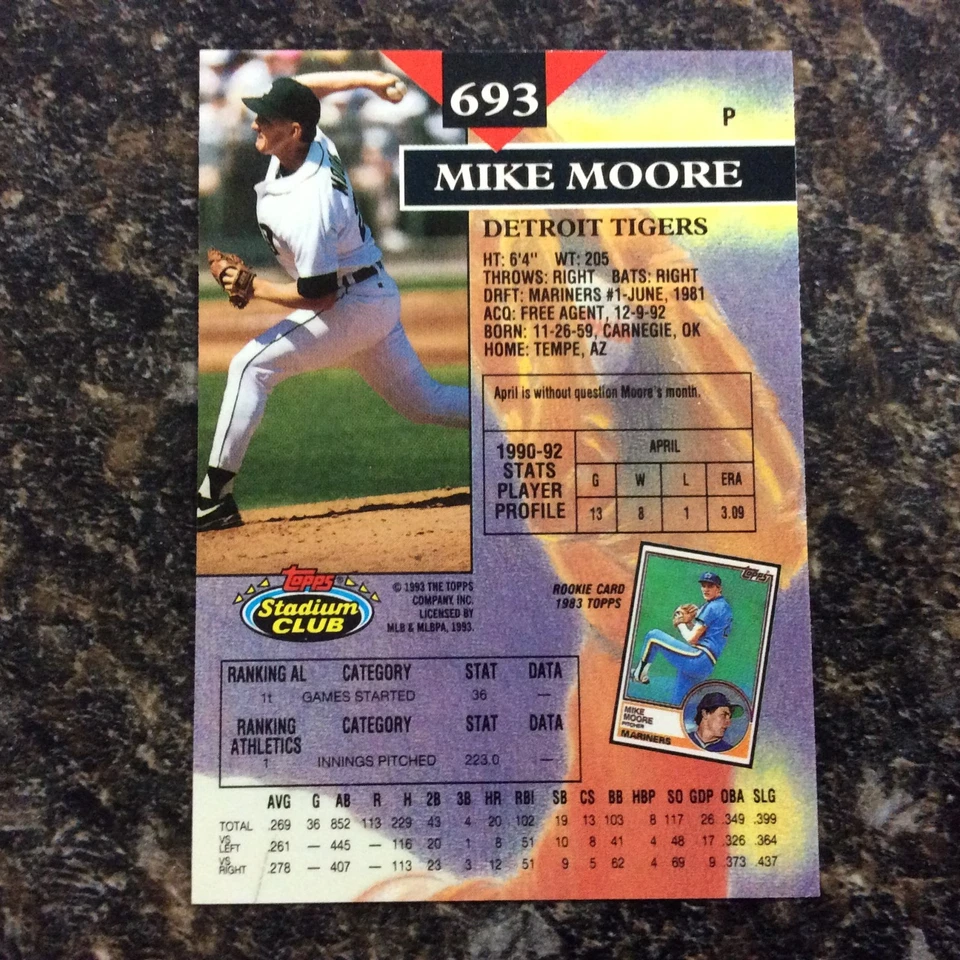 693
P
MIKE MOORE
DETROIT TIGERS
HT: 6'4" WT: 205
THROWS: RIGHT BATS: RIGHT
DRFT: MARINERS #1-JUNE, 1981
ACQ: FREE AGENT, 12-9-92
BORN: 11-26-59, CARNEGIE, OK
HOME: TEMPE, AZ
April is without question Moore's month.
1990-92 STATS PLAYER PROFILE
APRIL
G W L ERA
13 8 1 3.09
Topps
Stadium
CLUB
© 1993 THE TOPPS
COMPANY, INC.
LICENSED BY
MLB & MLBPA, 1993.
ROOKIE CARD
1983 TOPPS
Topps
MIKE
MOORE
PITCHER
MARINERS
RANKING AL CATEGORY STAT DATA
1t GAMES STARTED 36 —
RANKING ATHLETICS CATEGORY STAT DATA
1 INNINGS PITCHED 223.0 —
AVG G AB R H 2B 3B HR RBI SB CS BB HBP SO GDP OBA SLG
TOTAL .269 36 852 113 229 43 4 20 102 19 13 103 8 117 26 .349 .399
VS LEFT .261 — 445 — 116 20 1 8 51 10 8 41 4 48 17 .326 .364
VS RIGHT .278 — 407 — 113 23 3 12 51 9 5 62 4 69 9 .373 .437